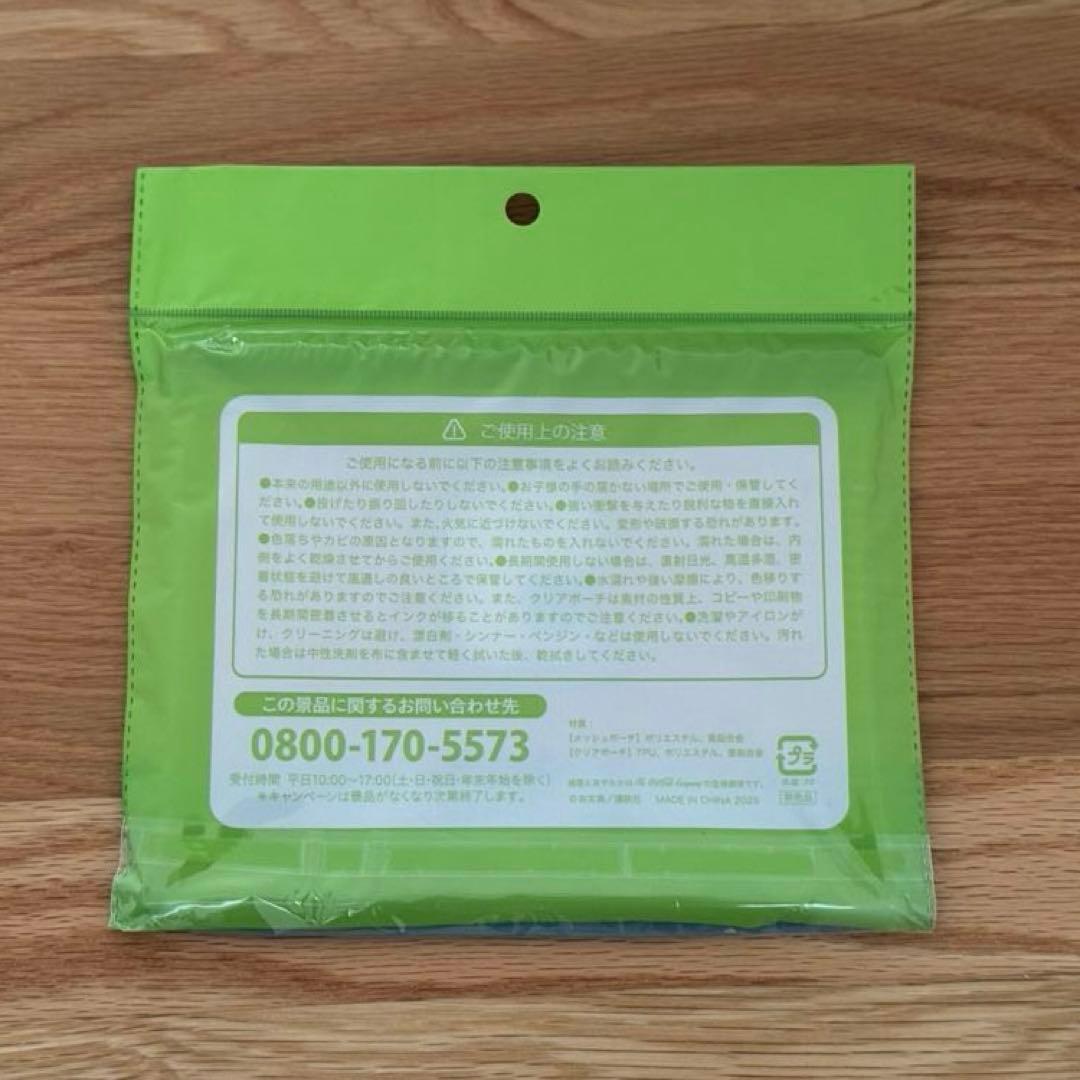 ご使用上の注意
ご使用になる前に以下の注意事項をよくお読みください。
●本来の用途以外に使用しないでください。●お子様の手の届かない場所でご使用・保管してく
ださい。●投げたり振り回したりしないでください。●強い衝撃を与えたり鋭利な物を直接入れ
て使用しないでください。また、火気に近づけないでください。変形や破損する恐れがあります。
●色落ちやカビの原因となりますので、濡れたものを入れないでください。濡れた場合は、内
側をよく乾燥させてからご使用ください。●長期間使用しない場合は、直射日光、高温多湿、密
着状態を避けて風通しの良いところで保管してください。●水濡れや強い摩擦により、色移りす
る恐れがありますのでご注意ください。また、クリアポーチは素材の性質上、コピーや印刷物
を長期間密着させるとインクが移ることがありますのでご注意ください。●洗濯やアイロンが
け、クリーニングは避け、漂白剤・シンナー・ベンジン・などは使用しないでください。汚れ
た場合は中性洗剤を布に含ませて軽く拭いた後、乾拭きしてください。
この景品に関するお問い合わせ先
0800-170-5573
受付時間 平日10:00〜17:00(土・日・祝日・年末年始を除く)
＊キャンペーンは景品がなくなり次第終了します。
材質：
【メッシュポーチ】ポリエステル、亜鉛合金
【クリアポーチ】TPU、ポリエステル、亜鉛合金
プラ
MADE IN CHINA 2025
非売品